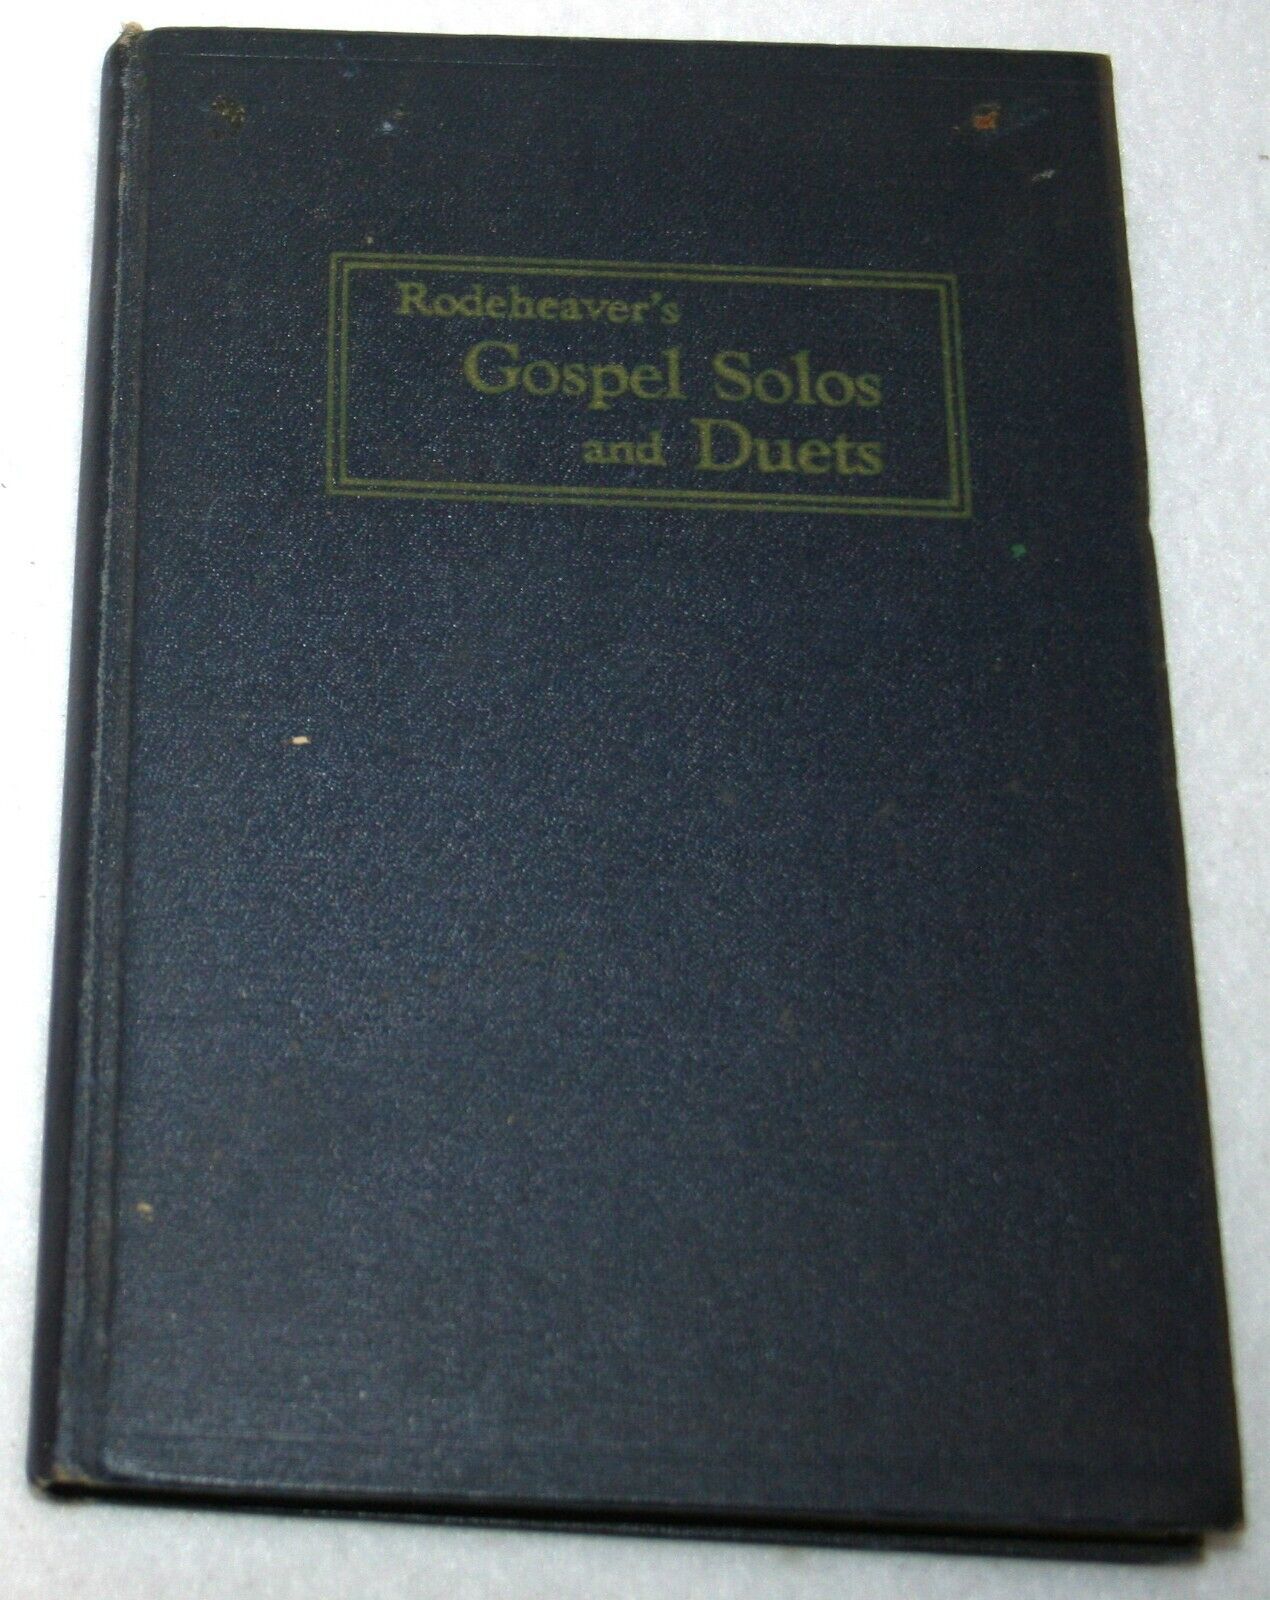 Rodeheaver's
Gospel Solos
and Duets